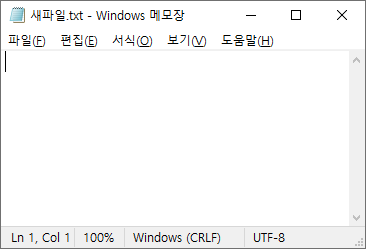 새파일.txt - Windows 메모장
파일(F) 편집(E) 서식(O) 보기(V) 도움말(H)
Ln 1, Col 1 100% Windows (CRLF) UTF-8